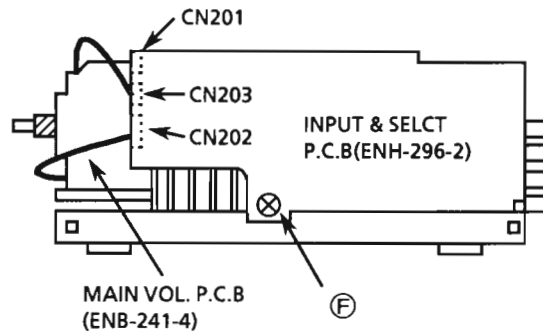 CN201
CN203
CN202
INPUT & SELCT
P.C.B(ENH-296-2)
MAIN VOL. P.C.B
(ENB-241-4)
Ⓕ